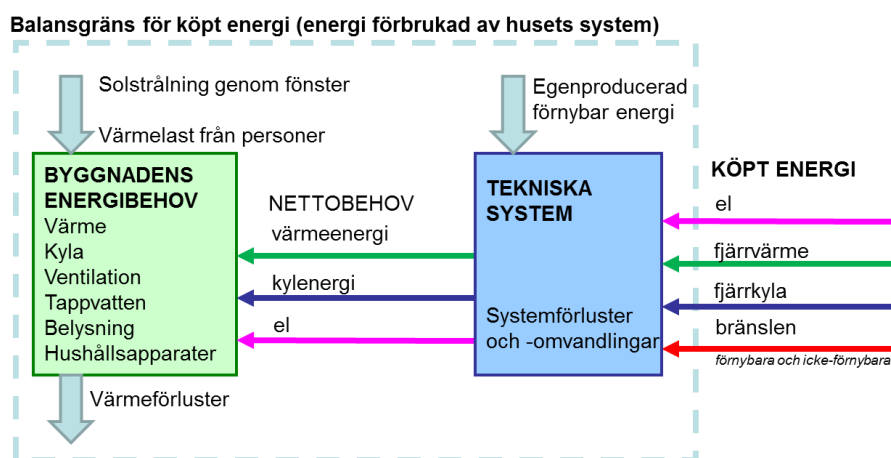 Balansgräns för köpt energi (energi förbrukad av husets system)
Solstrålning genom fönster
Värmelast från personer
Egenproducerad
förnybar energi
BYGGNADENS
ENERGIBEHOV
Värme
Kyla
Ventilation
Tappvatten
Belysning
Hushållsapparater
NETTOBEHOV
värmeenergi
kylenergi
el
TEKNISKA
SYSTEM
Systemförluster
och -omvandlingar
KÖPT ENERGI
el
fjärrvärme
fjärrkyla
bränslen
förnybara och icke-förnybara
Värmeförluster